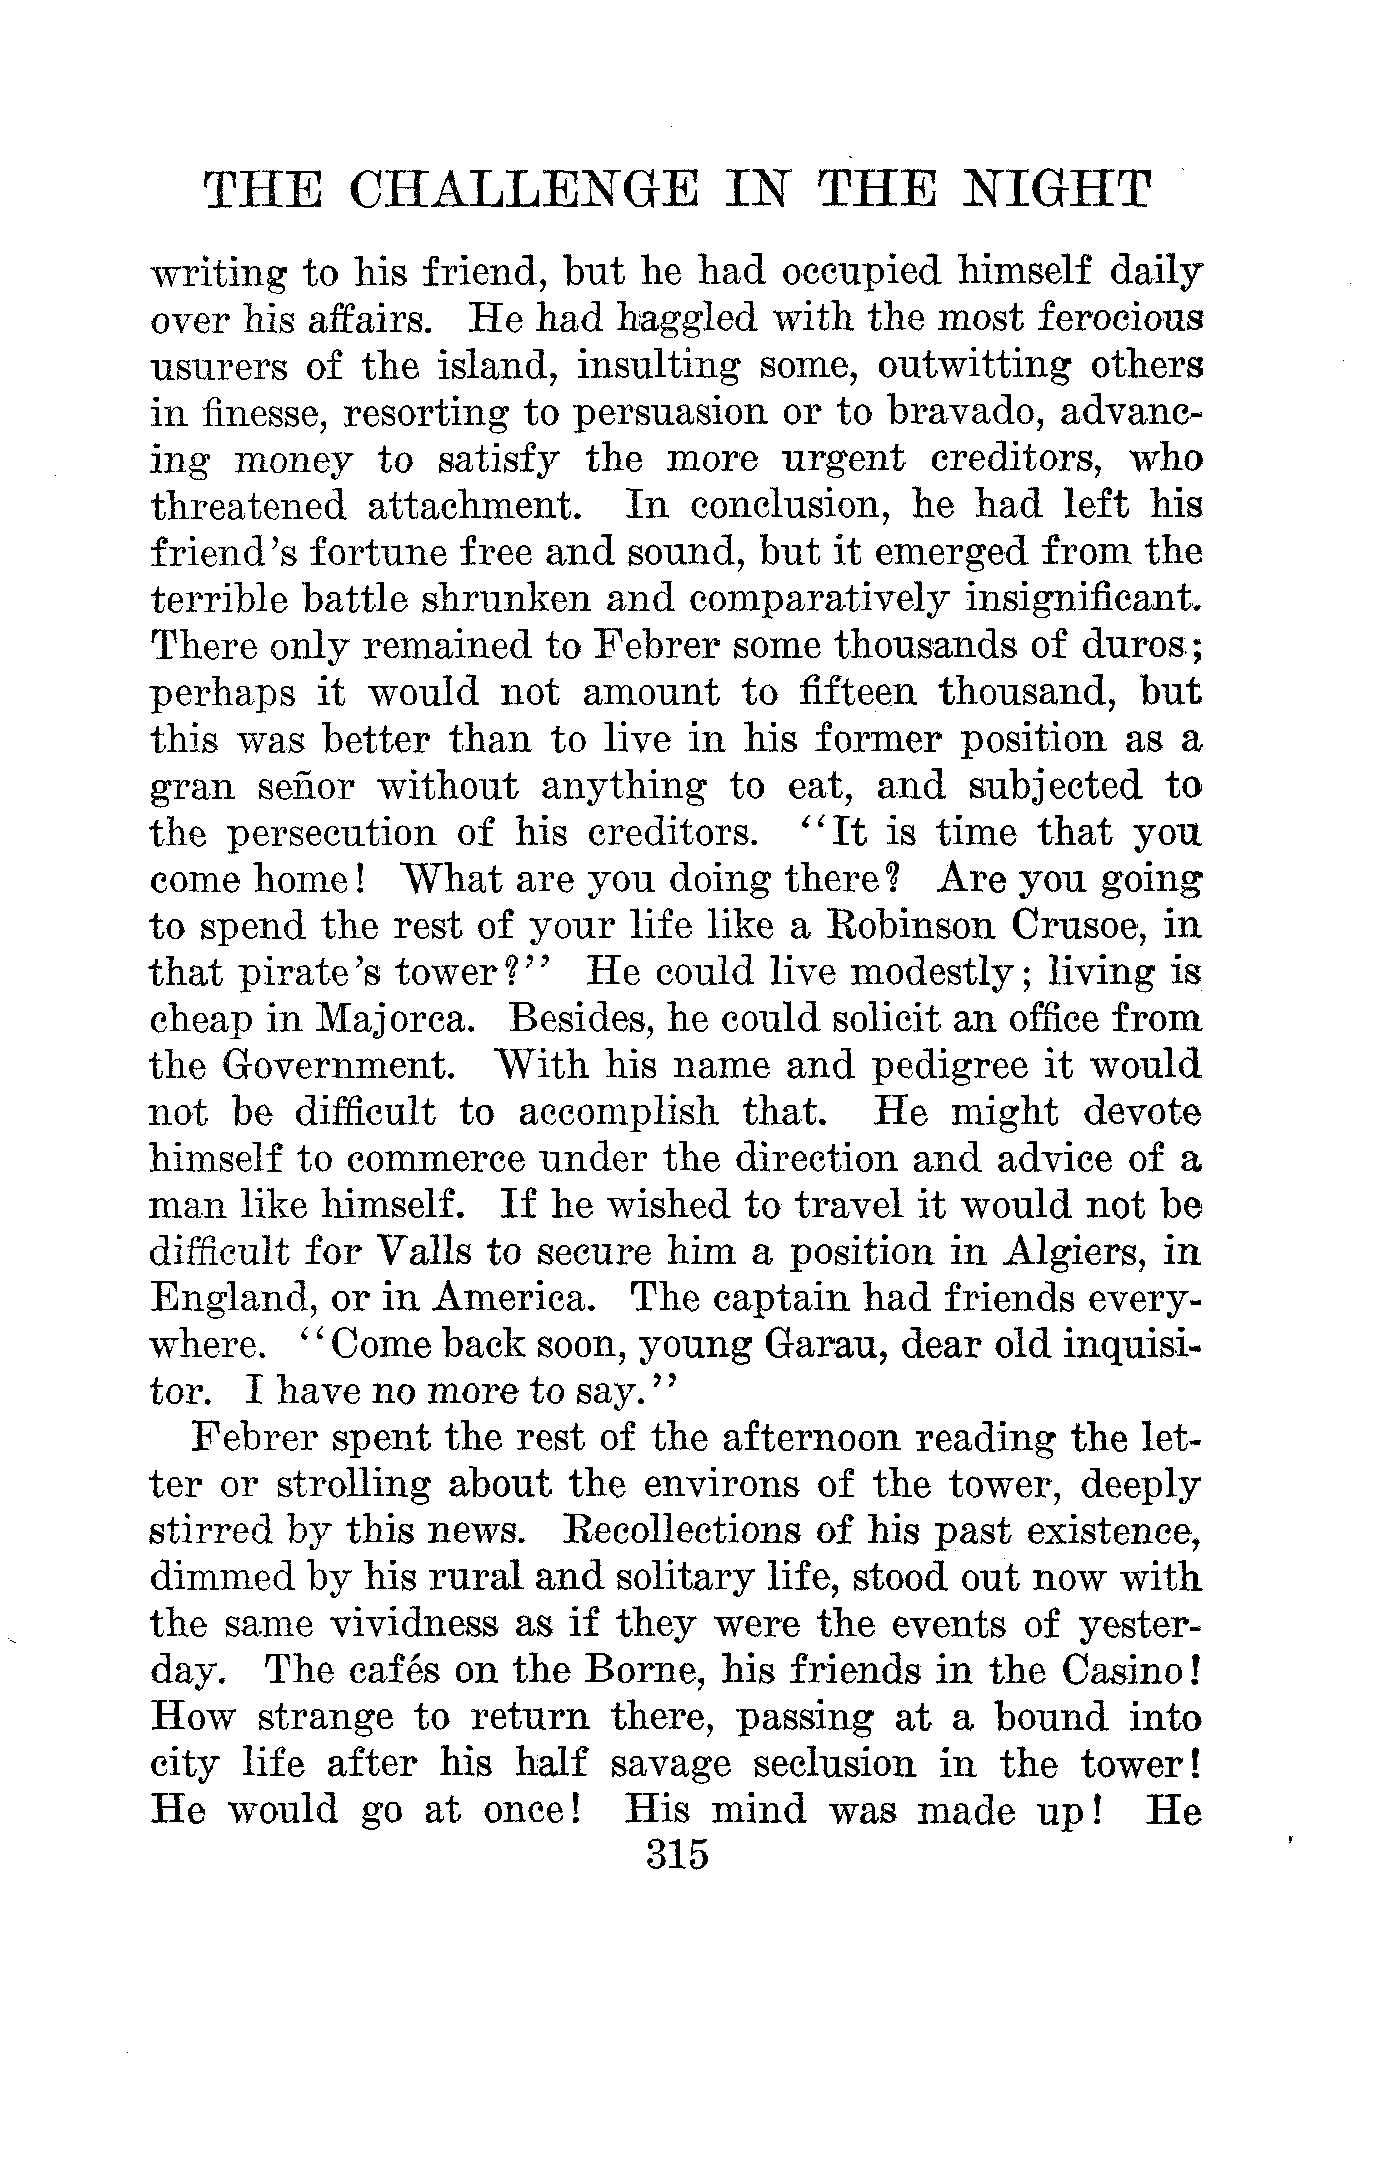 THE CHALLENGE IN THE NIGHT
writing to his friend, but he had occupied himself daily
over his affairs. He had haggled with the most ferocious
usurers of the island, insulting some, outwitting others
in finesse, resorting to persuasion or to bravado, advanc-
ing money to satisfy the more urgent creditors, who
threatened attachment. In conclusion, he had left his
friend's fortune free and sound, but it emerged from the
terrible battle shrunken and comparatively insignificant.
There only remained to Febrer some thousands of duros;
perhaps it would not amount to fifteen thousand, but
this was better than to live in his former position as a
gran señor without anything to eat, and subjected to
the persecution of his creditors. "It is time that you
come home! What are you doing there? Are you going
to spend the rest of your life like a Robinson Crusoe, in
that pirate's tower?" He could live modestly; living is
cheap in Majorca. Besides, he could solicit an office from
the Government. With his name and pedigree it would
not be difficult to accomplish that. He might devote
himself to commerce under the direction and advice of a
man like himself. If he wished to travel it would not be
difficult for Valls to secure him a position in Algiers, in
England, or in America. The captain had friends every-
where. "Come back soon, young Garau, dear old inquisi-
tor. I have no more to say."
Febrer spent the rest of the afternoon reading the let-
ter or strolling about the environs of the tower, deeply
stirred by this news. Recollections of his past existence,
dimmed by his rural and solitary life, stood out now with
the same vividness as if they were the events of yester-
day. The cafés on the Borne, his friends in the Casino!
How strange to return there, passing at a bound into
city life after his half savage seclusion in the tower!
He would go at once! His mind was made up! He
315